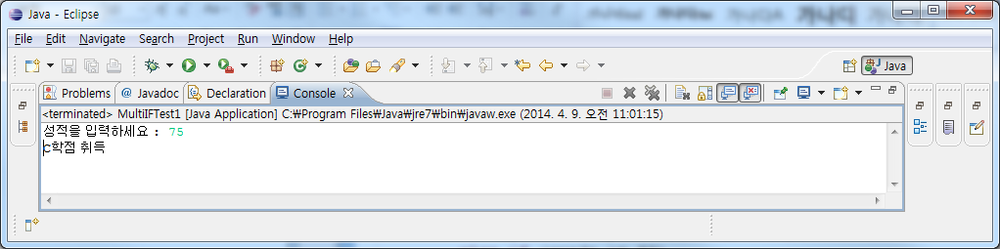 Java - Eclipse
File Edit Navigate Search Project Run Window Help
Java
Problems @ Javadoc Declaration Console
<terminated> MultiIFTest1 [Java Application] C:₩Program Files₩Java₩jre7₩bin₩javaw.exe (2014. 4. 9. 오전 11:01:15)
성적을 입력하세요 : 75
C학점 취득